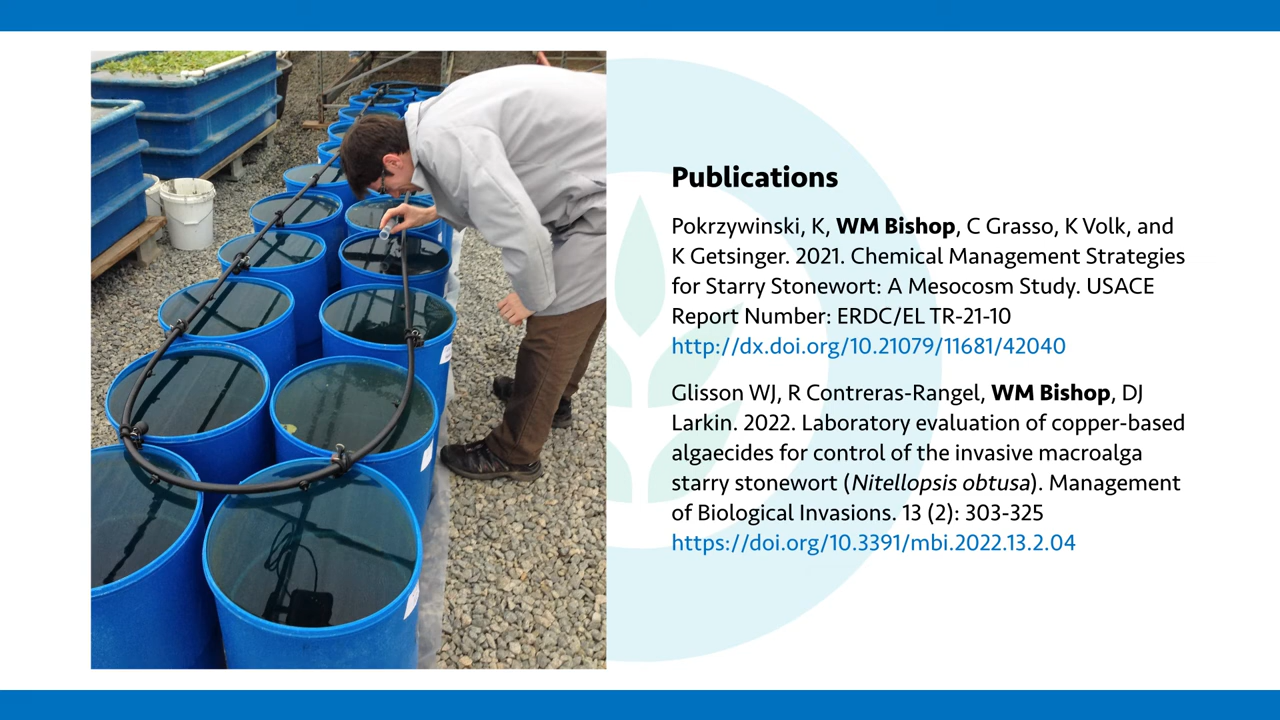 Publications
Pokrzywinski, K, WM Bishop, C Grasso, K Volk, and
K Getsinger. 2021. Chemical Management Strategies
for Starry Stonewort: A Mesocosm Study. USACE
Report Number: ERDC/EL TR-21-10
http://dx.doi.org/10.21079/11681/42040
Glisson WJ, R Contreras-Rangel, WM Bishop, DJ
Larkin. 2022. Laboratory evaluation of copper-based
algaecides for control of the invasive macroalga
starry stonewort (Nitellopsis obtusa). Management
of Biological Invasions. 13 (2): 303-325
https://doi.org/10.3391/mbi.2022.13.2.04